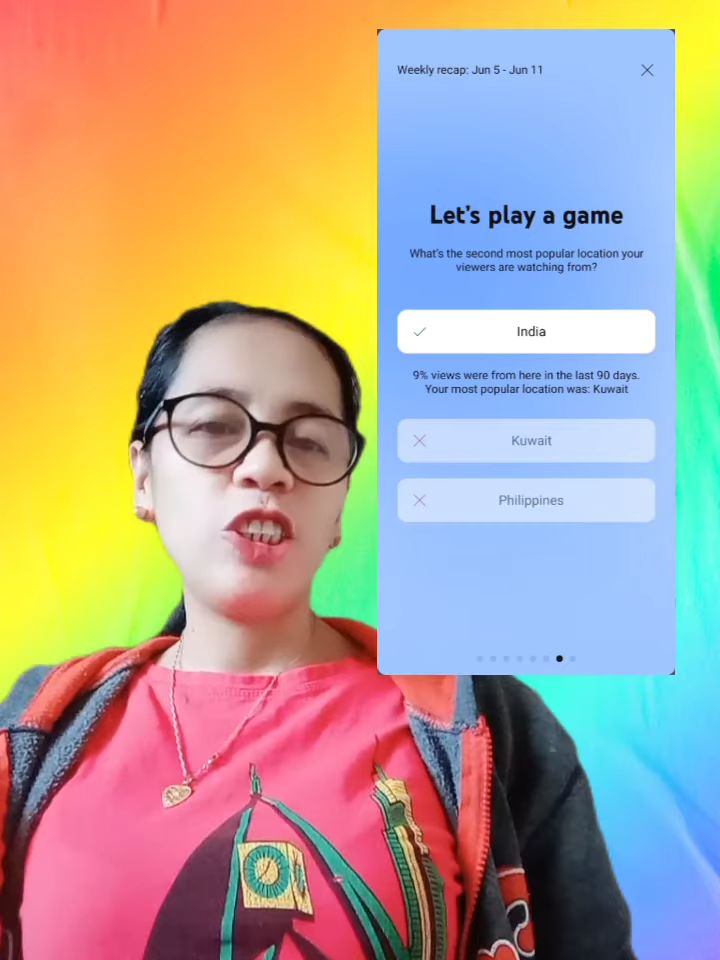 Weekly recap: Jun 5 - Jun 11
Let's play a game
What's the second most popular location your
viewers are watching from?
India
9% views were from here in the last 90 days.
Your most popular location was: Kuwait
Kuwait
Philippines